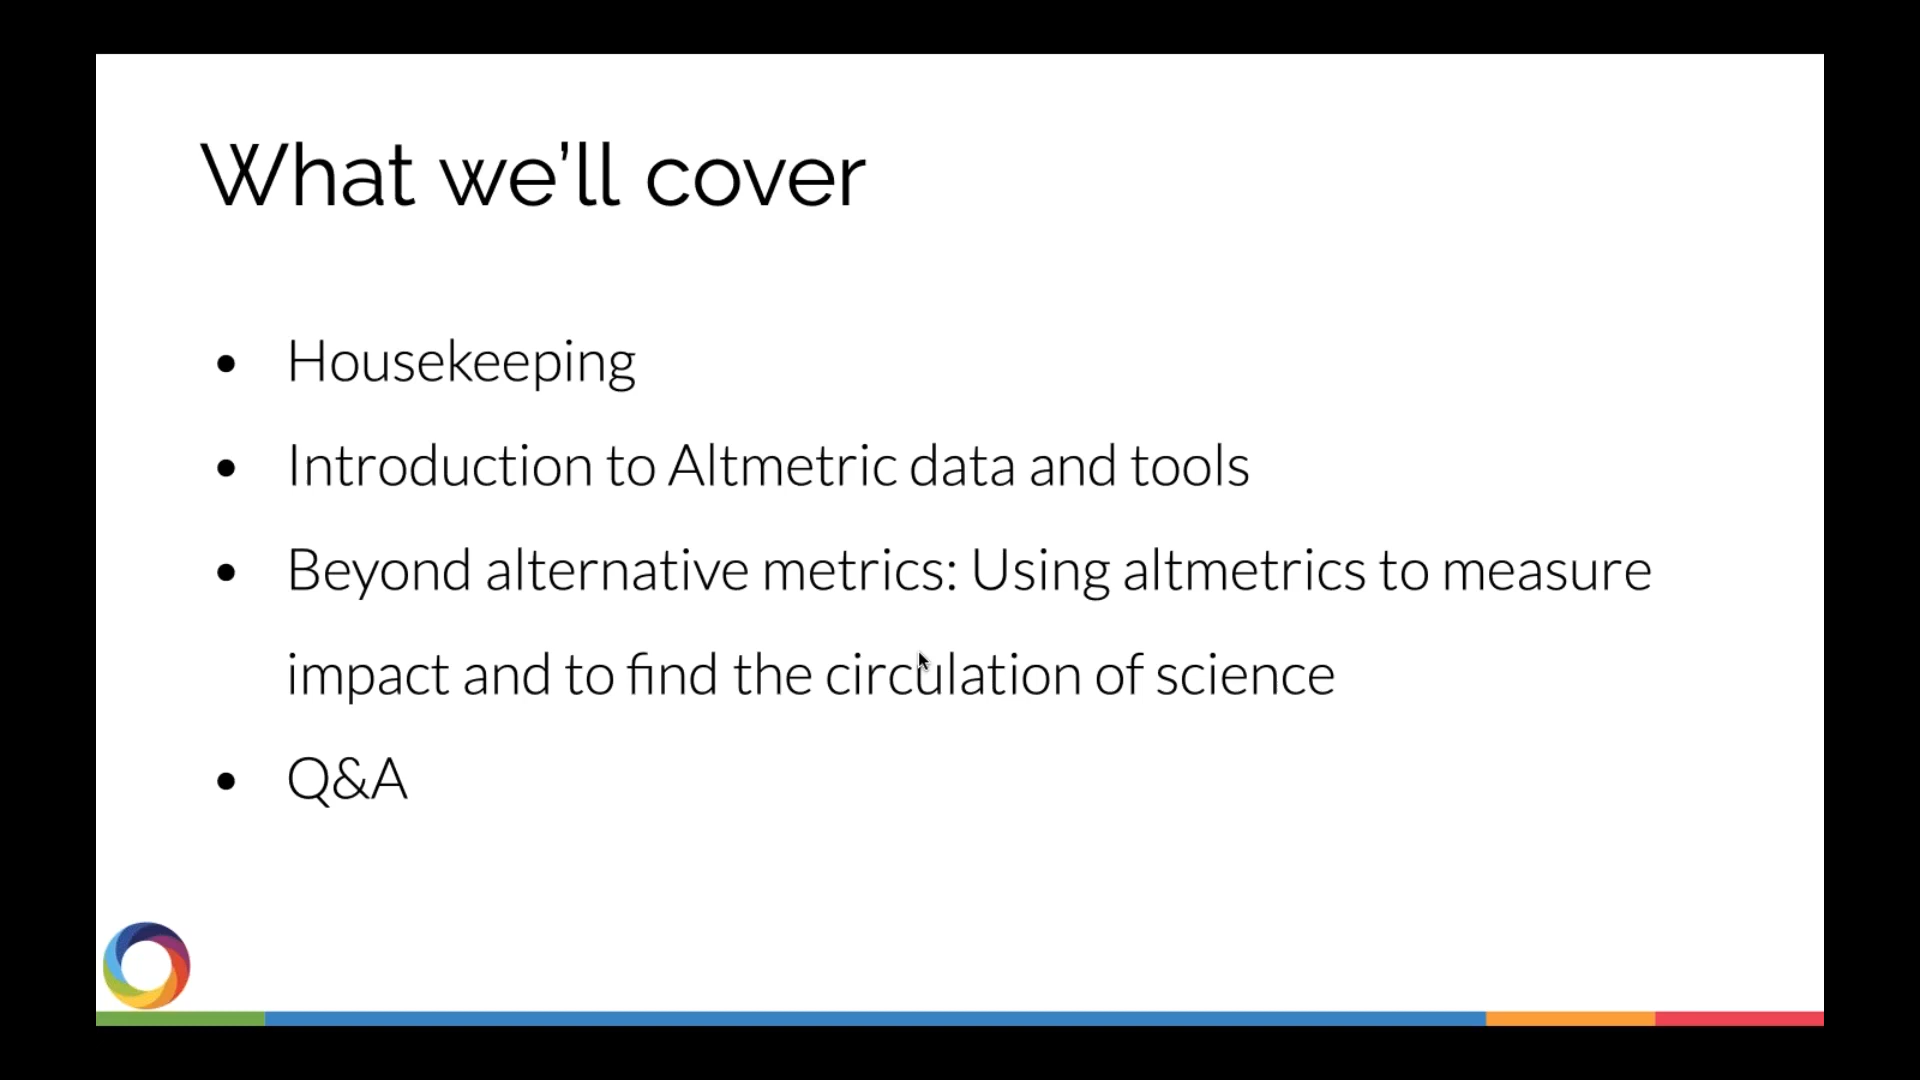 What we’ll cover
• Housekeeping
• Introduction to Altmetric data and tools
• Beyond alternative metrics: Using altmetrics to measure
impact and to find the circulation of science
• Q&A